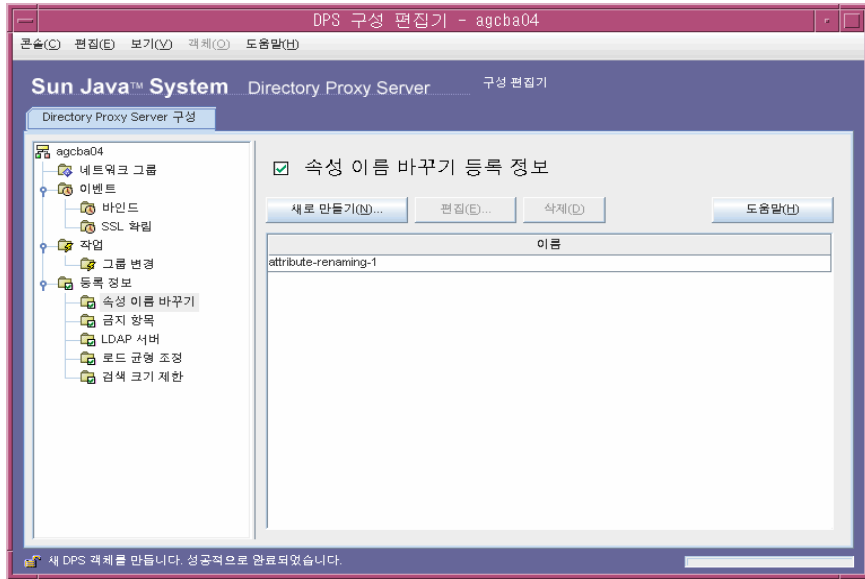 DPS 구성 편집기 - agcba04
콘솔(C) 편집(E) 보기(V) 객체(O) 도움말(H)
Sun Java™ System Directory Proxy Server 구성 편집기
Directory Proxy Server 구성
agcba04
네트워크 그룹
이벤트
바인드
SSL 확립
작업
그룹 변경
등록 정보
속성 이름 바꾸기
금지 항목
LDAP 서버
로드 균형 조정
검색 크기 제한
속성 이름 바꾸기 등록 정보
새로 만들기(N)... 편집(E)... 삭제(D) 도움말(H)
이름
attribute-renaming-1
새 DPS 객체를 만듭니다. 성공적으로 완료되었습니다.